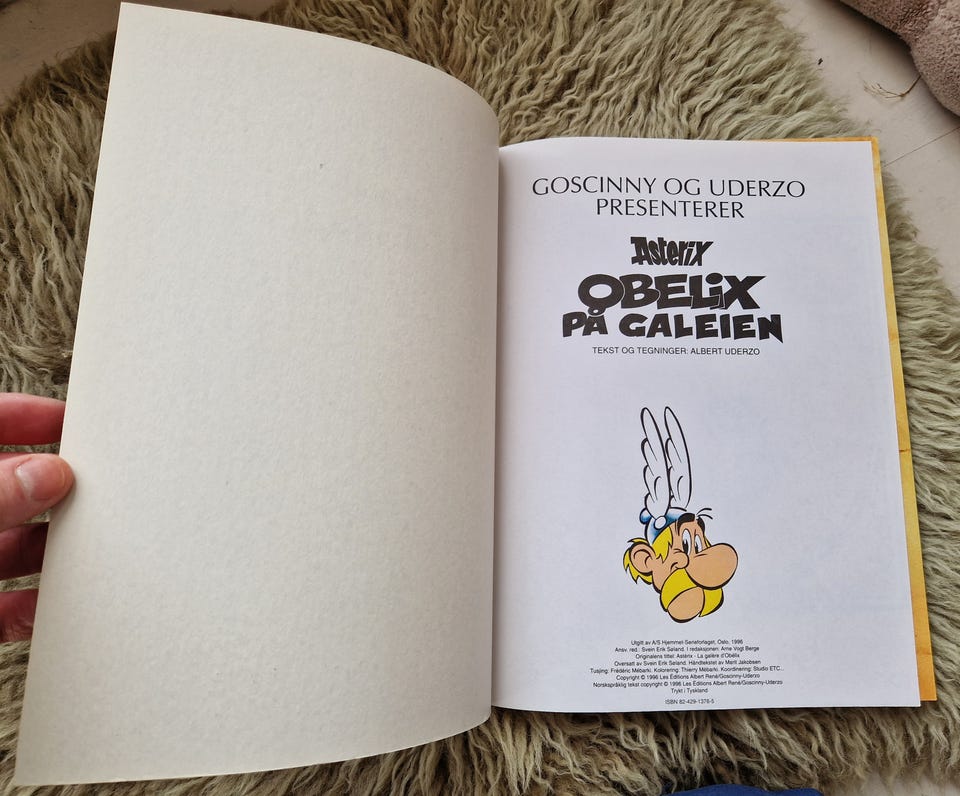 GOSCINNY OG UDERZO
PRESENTERER
Asterix
OBELIX
PÅ GALEIEN
TEKST OG TEGNINGER: ALBERT UDERZO
Utgitt av A/S Hjemmet-Serieforlaget, Oslo, 1996
Ansv. red.: Svein Erik Søland. I redaksjonen: Arne Vogt Berge
Originalens tittel: Astérix - La galère d'Obélix
Oversatt av Svein Erik Søland. Håndtekstet av Merit Jakobsen
Tusjing: Frédéric Mébarki. Kolorering: Thierry Mébarki. Koordinering: Studio ETC...
Copyright © 1996 Les Éditions Albert René/Goscinny-Uderzo
Norskspråklig tekst copyright © 1996 Les Éditions Albert René/Goscinny-Uderzo
Trykt i Tyskland
ISBN 82-429-1376-5